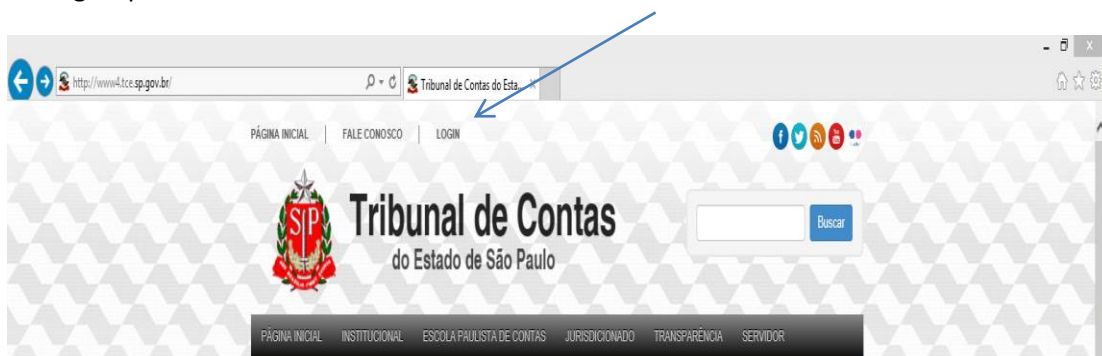 http://www4.tce.sp.gov.br/
Tribunal de Contas do Esta...
PÁGINA INICIAL | FALE CONOSCO | LOGIN
SP
Tribunal de Contas
do Estado de São Paulo
Buscar
PÁGINA INICIAL INSTITUCIONAL ESCOLA PAULISTA DE CONTAS JURISDICIONADO TRANSPARÊNCIA SERVIDOR